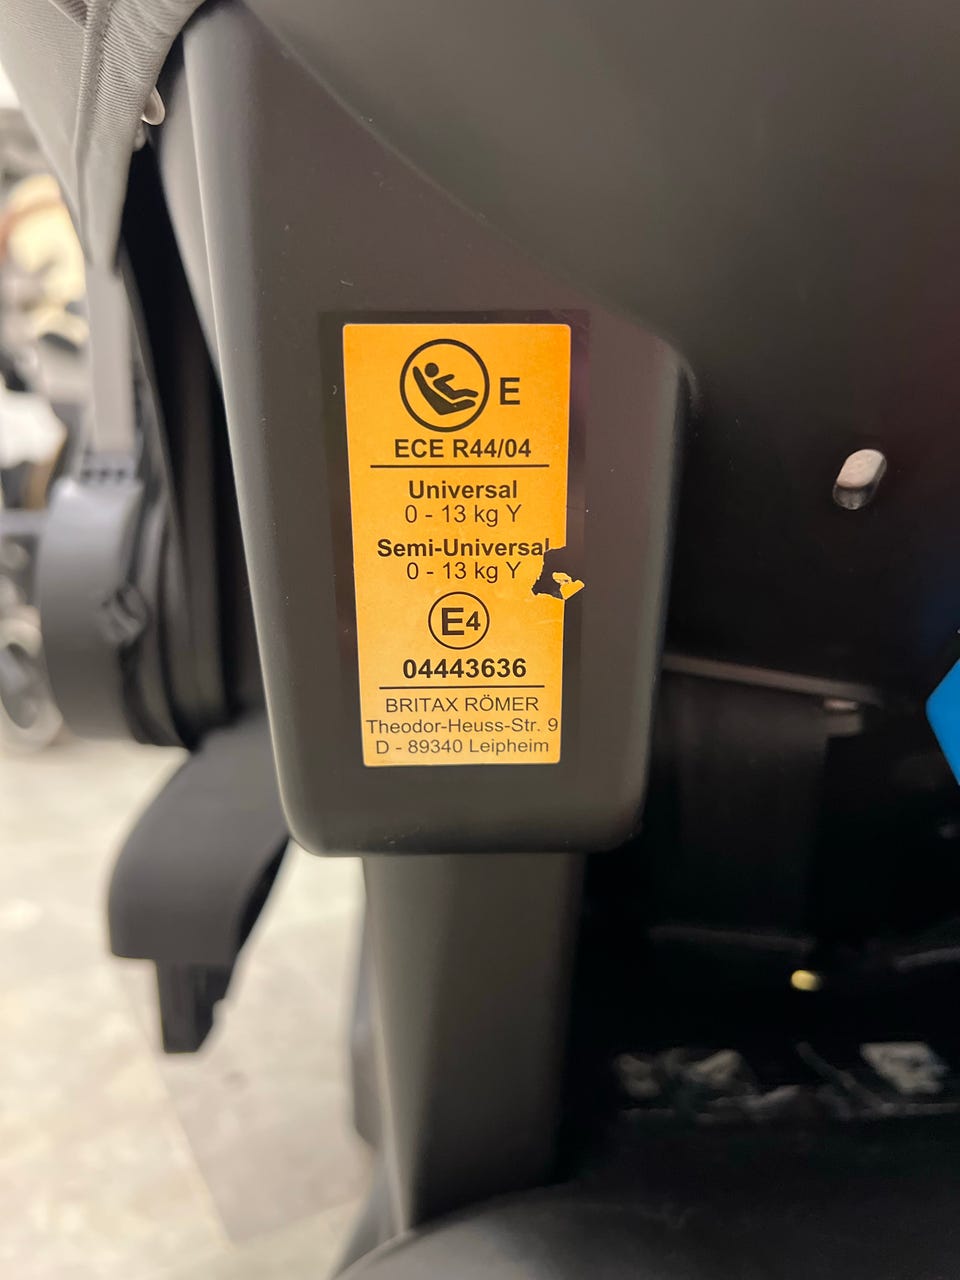 E
ECE R44/04
Universal
0 - 13 kg Y
Semi-Universal
0 - 13 kg Y
E4
04443636
BRITAX RÖMER
Theodor-Heuss-Str. 9
D - 89340 Leipheim